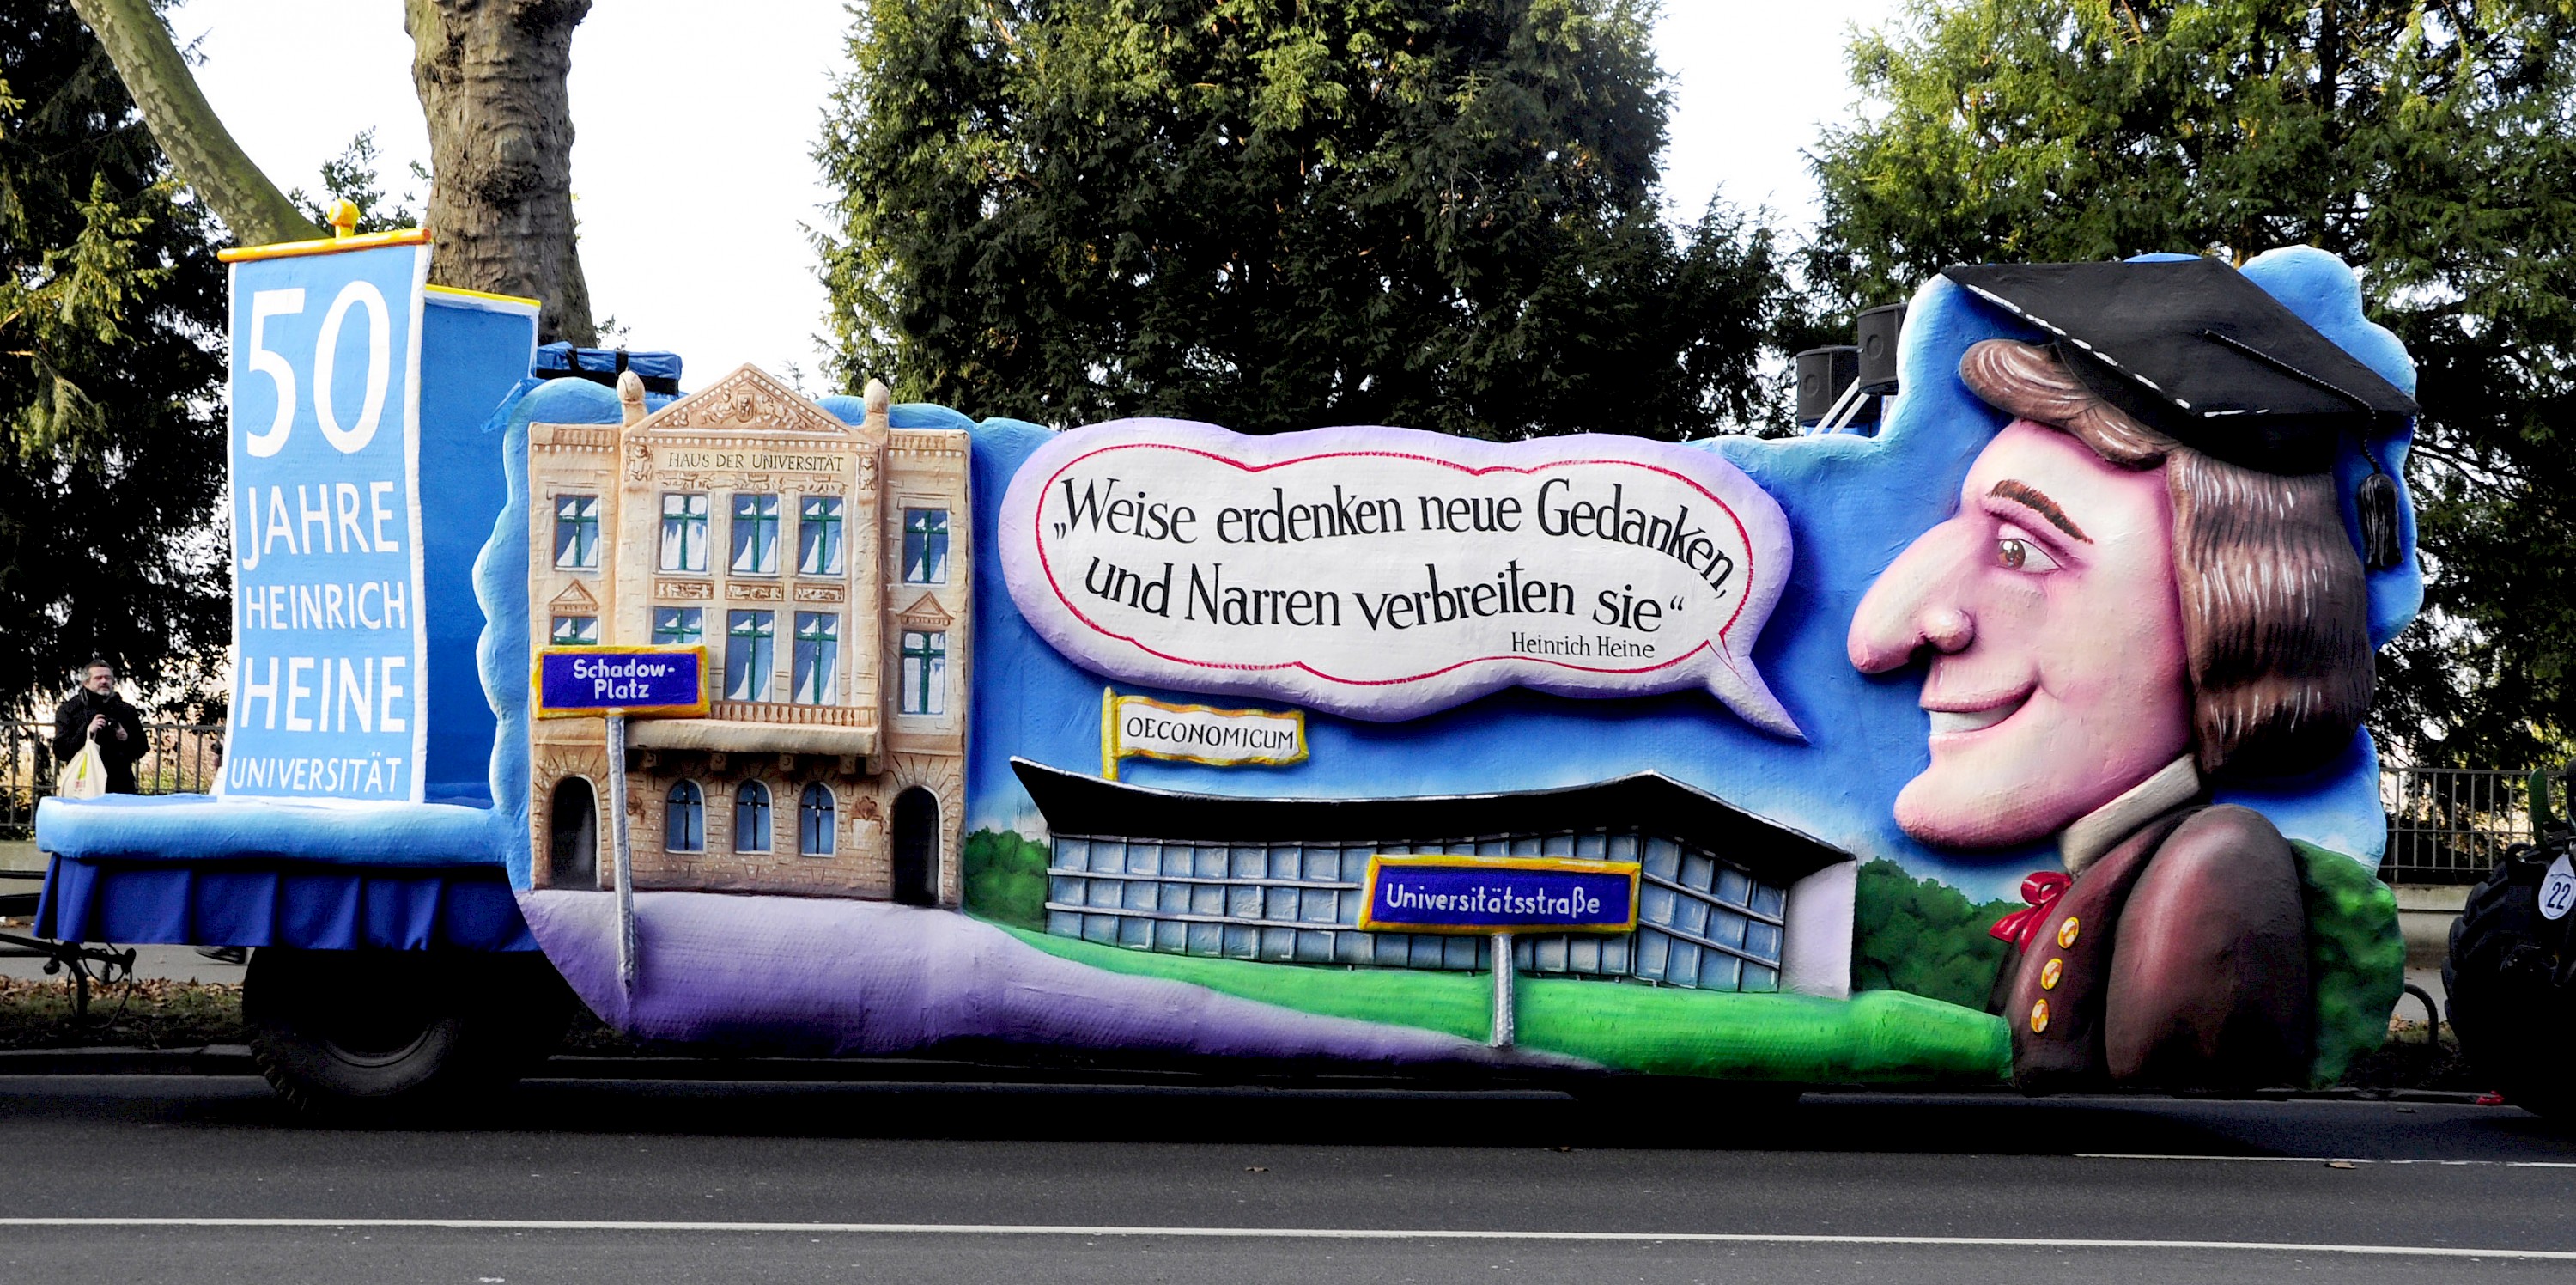 50
JAHRE
HEINRICH
HEINE
UNIVERSITÄT
HAUS DER UNIVERSITÄT
Schadow-
Platz
„Weise erdenken neue Gedanken,
und Narren verbreiten sie“
Heinrich Heine
OECONOMICUM
Universitätsstraße
22